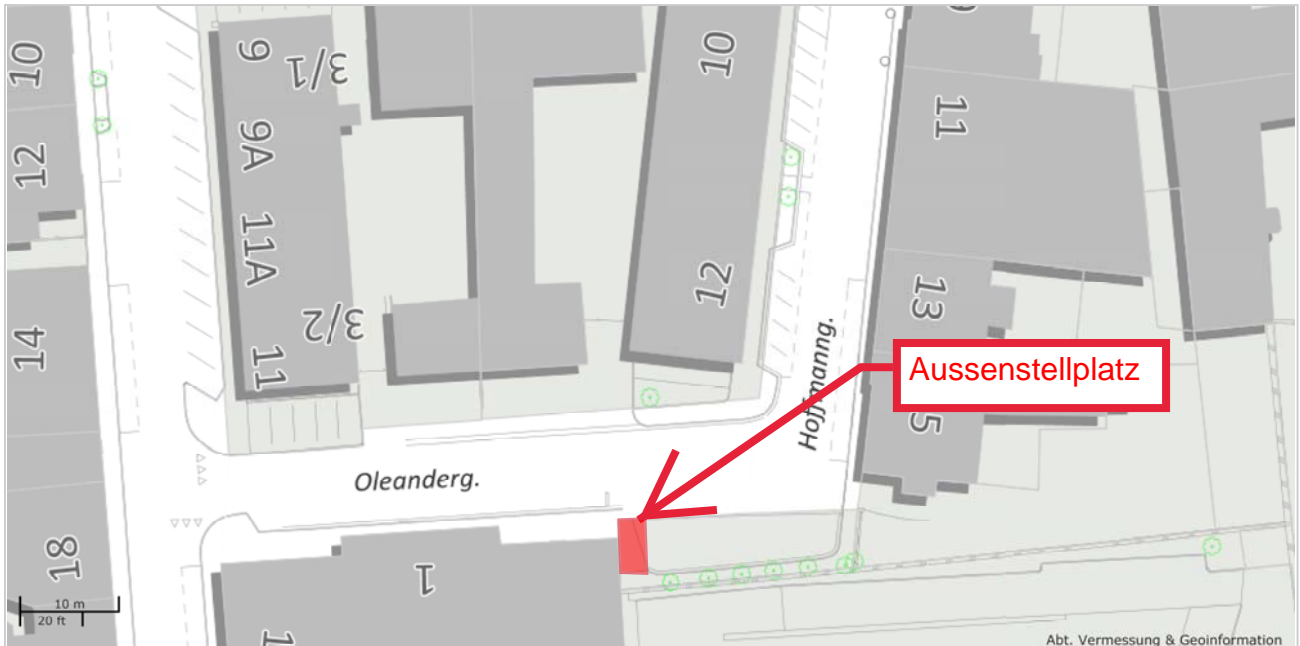 10
12
14
18
9
3/1
9A
11A
3/2
11
10
12
11
13
5
Hoffmanng.
Aussenstellplatz
Oleanderg.
1
1
10 m
20 ft
Abt. Vermessung & Geoinformation